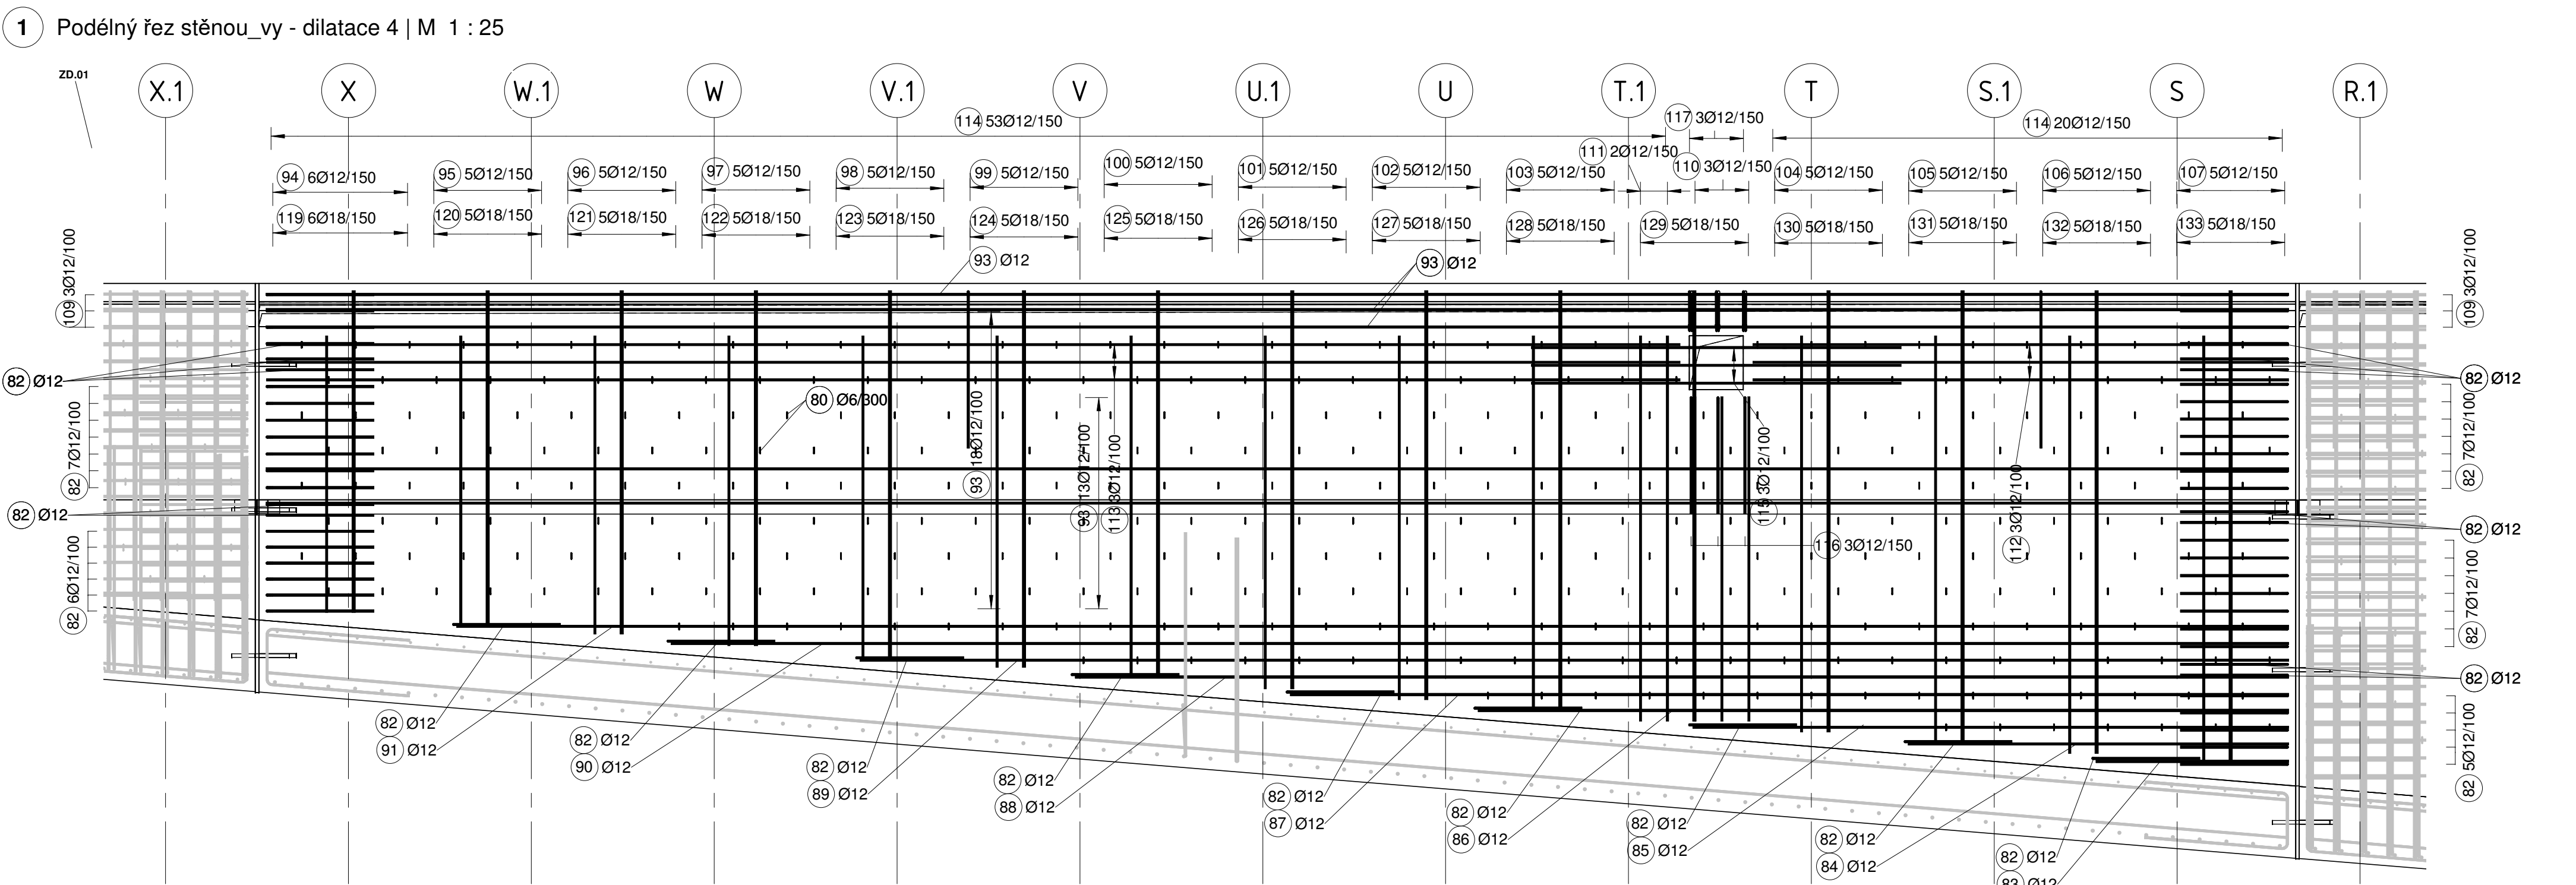 1 Podélný řez stěnou_vy - dilatace 4 | M 1 : 25
ZD.01
X.1 X W.1 W V.1 V U.1 U T.1 T S.1 S R.1
114 53Ø12/150
117 3Ø12/150
114 20Ø12/150
111 2Ø12/150
110 3Ø12/150
94 6Ø12/150
95 5Ø12/150
96 5Ø12/150
97 5Ø12/150
98 5Ø12/150
99 5Ø12/150
100 5Ø12/150
101 5Ø12/150
102 5Ø12/150
103 5Ø12/150
104 5Ø12/150
105 5Ø12/150
106 5Ø12/150
107 5Ø12/150
119 6Ø18/150
120 5Ø18/150
121 5Ø18/150
122 5Ø18/150
123 5Ø18/150
124 5Ø18/150
125 5Ø18/150
126 5Ø18/150
127 5Ø18/150
128 5Ø18/150
129 5Ø18/150
130 5Ø18/150
131 5Ø18/150
132 5Ø18/150
133 5Ø18/150
93 Ø12
93 Ø12
109 3Ø12/100
109 3Ø12/100
82 Ø12
82 Ø12
80 Ø6/300
82 7Ø12/100
93 18Ø12/100
93 13Ø12/100
113 3Ø12/100
115 3Ø12/100
112 3Ø12/100
82 7Ø12/100
82 Ø12
82 Ø12
116 3Ø12/150
82 6Ø12/100
82 7Ø12/100
82 Ø12
82 5Ø12/100
82 Ø12
91 Ø12
82 Ø12
90 Ø12
82 Ø12
89 Ø12
82 Ø12
88 Ø12
82 Ø12
87 Ø12
82 Ø12
86 Ø12
82 Ø12
85 Ø12
82 Ø12
84 Ø12
82 Ø12
83 Ø12